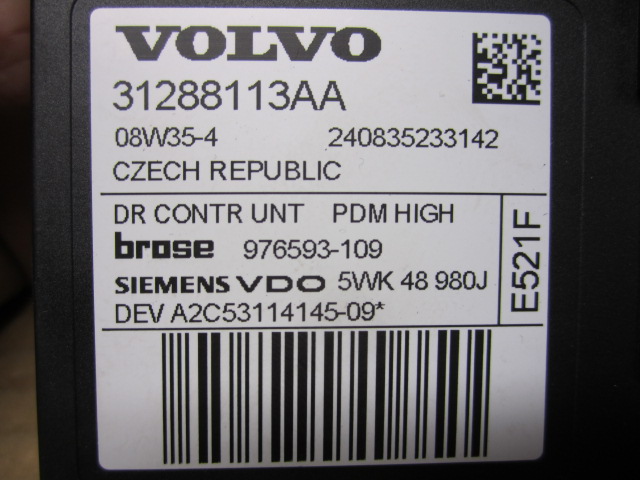 VOLVO
31288113AA
08W35-4 240835233142
CZECH REPUBLIC
DR CONTR UNT PDM HIGH
brose 976593-109
SIEMENS VDO 5WK 48 980J
DEV A2C53114145-09*
E521F